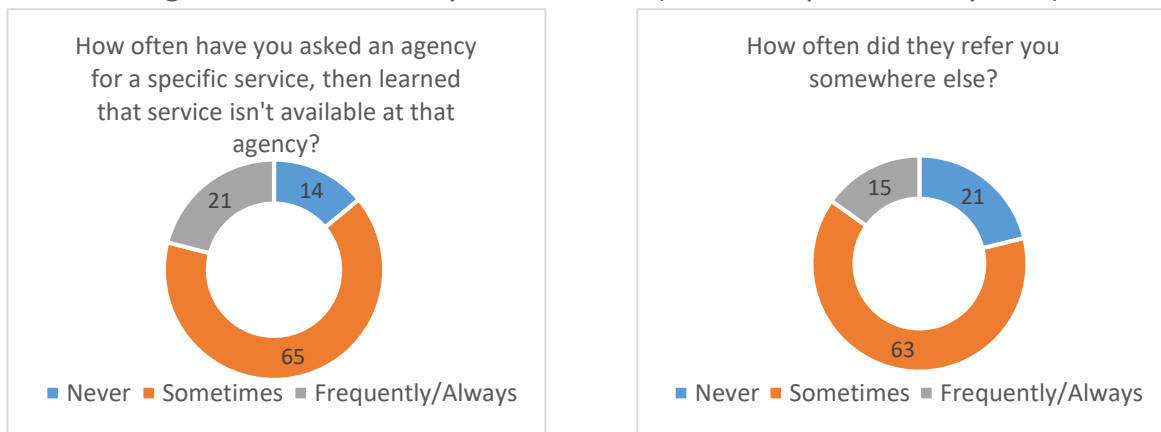 How often have you asked an agency
for a specific service, then learned
that service isn't available at that
agency?
21
14
65
Never Sometimes Frequently/Always
How often did they refer you
somewhere else?
15
21
63
Never Sometimes Frequently/Always